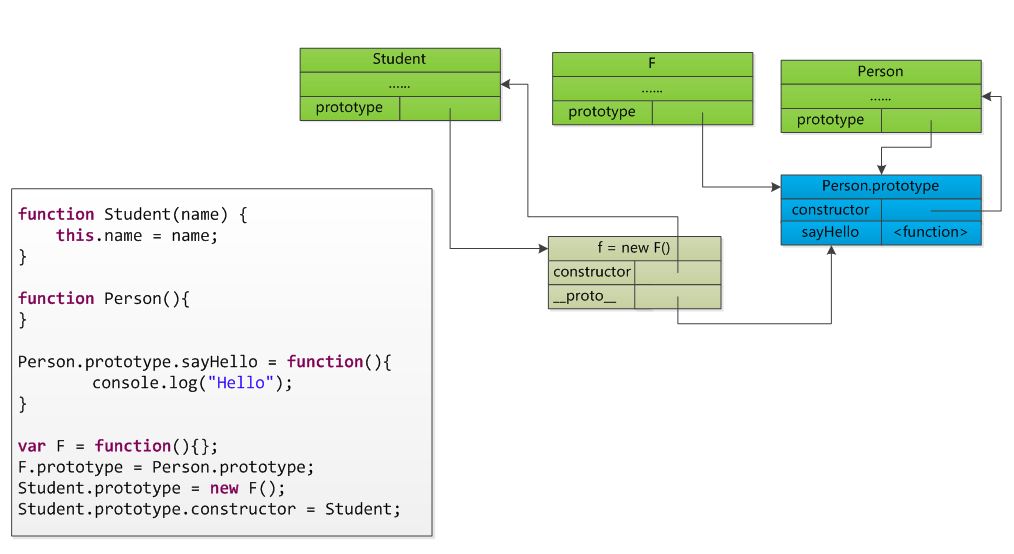 Student
......
prototype
F
......
prototype
Person
......
prototype
Person.prototype
constructor
sayHello <function>
f = new F()
constructor
__proto__
function Student(name) {
    this.name = name;
}
function Person(){
}
Person.prototype.sayHello = function(){
        console.log("Hello");
}
var F = function(){};
F.prototype = Person.prototype;
Student.prototype = new F();
Student.prototype.constructor = Student;